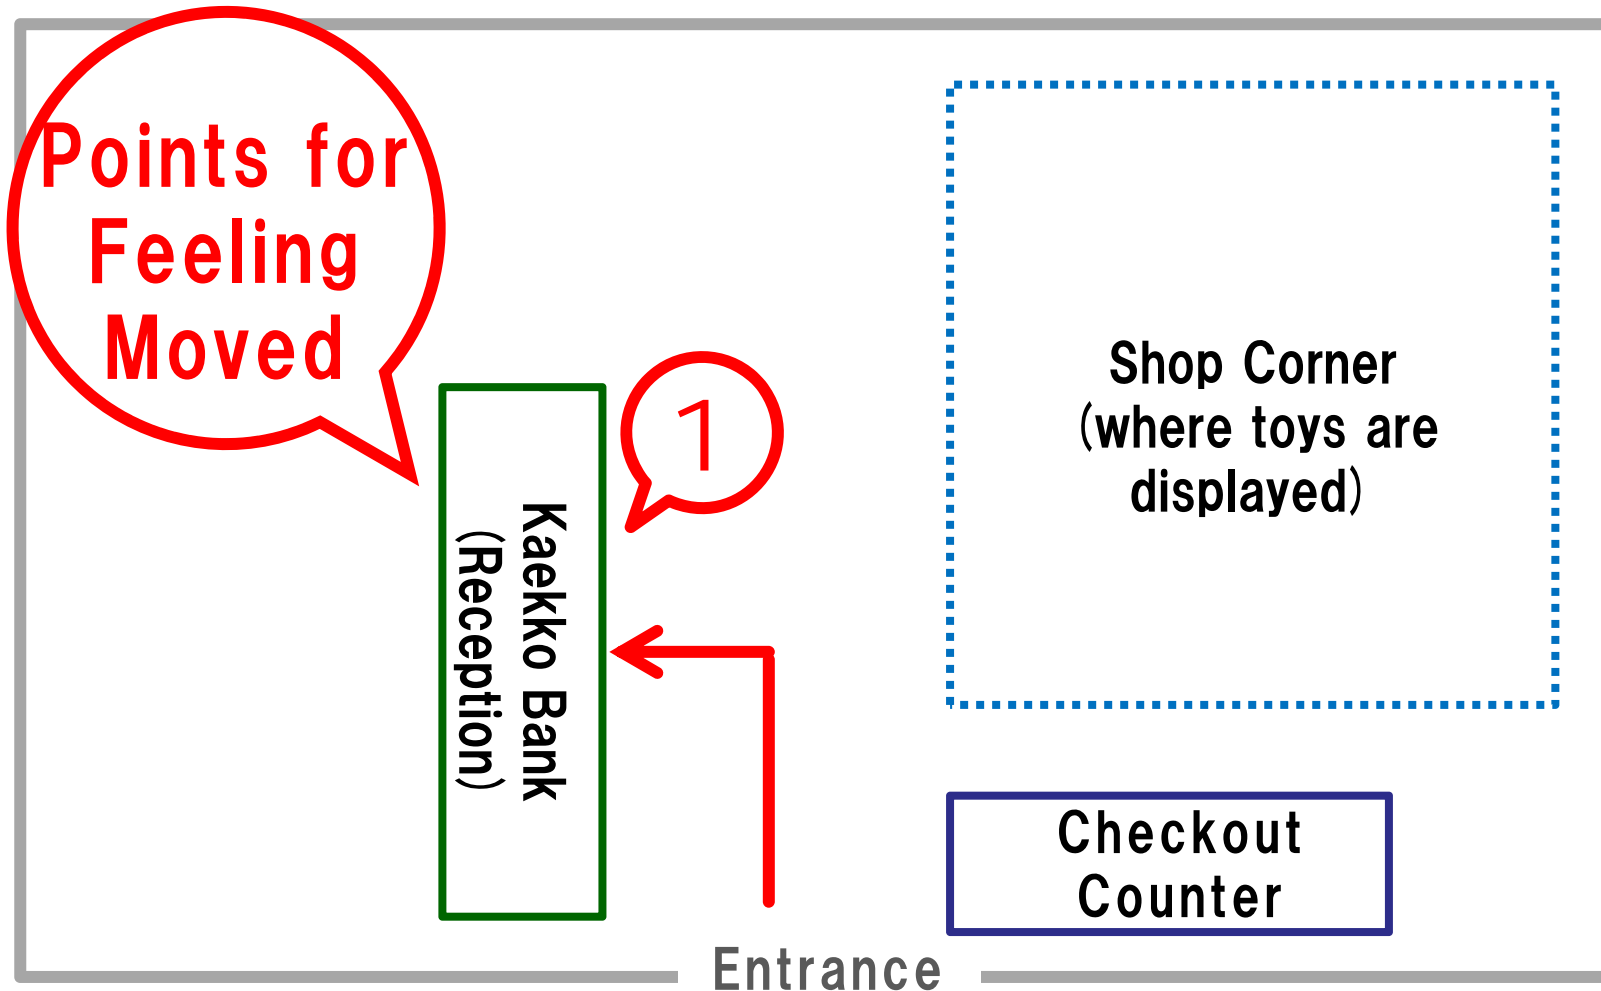 Points for
Feeling
Moved
1
Kaekko Bank
(Reception)
Shop Corner
(where toys are
displayed)
Checkout
Counter
Entrance